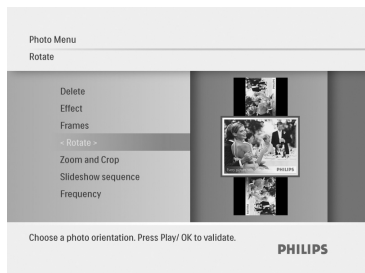 Photo Menu
Rotate
Delete
Effect
Frames
< Rotate >
Zoom and Crop
Slideshow sequence
Frequency
PHILIPS
Choose a photo orientation. Press Play/ OK to validate.
PHILIPS